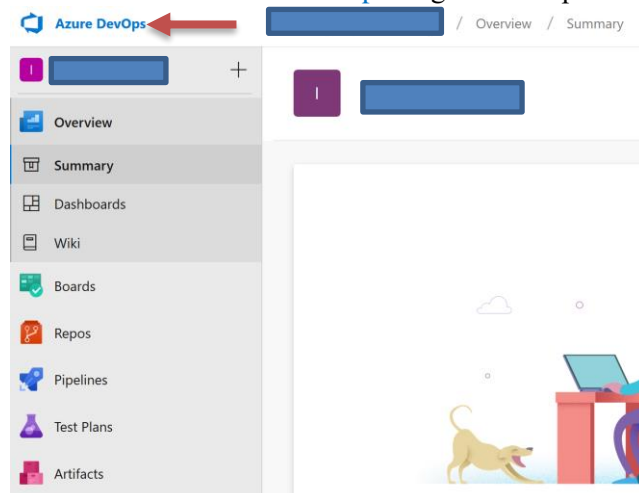 Azure DevOps / Overview / Summary
I
I
Overview
Summary
Dashboards
Wiki
Boards
Repos
Pipelines
Test Plans
Artifacts